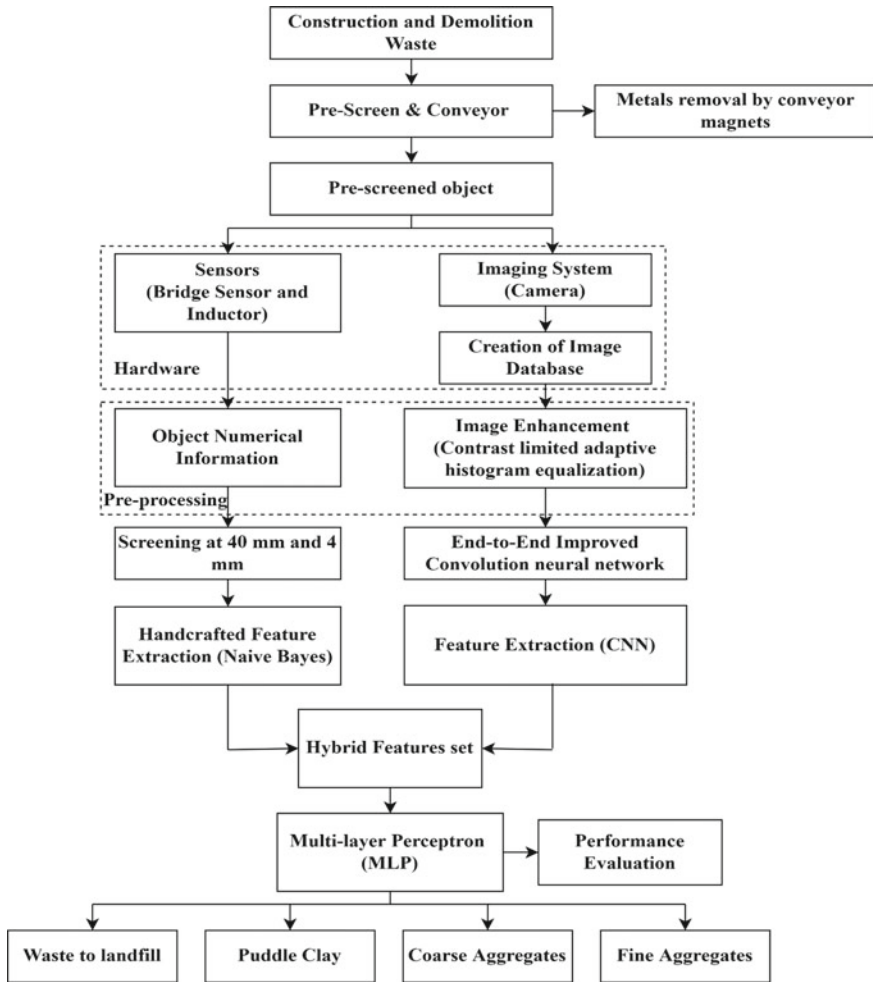 Construction and Demolition
Waste
Pre-Screen & Conveyor
Metals removal by conveyor
magnets
Pre-screened object
Sensors
(Bridge Sensor and
Inductor)
Imaging System
(Camera)
Creation of Image
Database
Hardware
Object Numerical
Information
Image Enhancement
(Contrast limited adaptive
histogram equalization)
Pre-processing
Screening at 40 mm and 4
mm
End-to-End Improved
Convolution neural network
Handcrafted Feature
Extraction (Naive Bayes)
Feature Extraction (CNN)
Hybrid Features set
Multi-layer Perceptron
(MLP)
Performance
Evaluation
Waste to landfill
Puddle Clay
Coarse Aggregates
Fine Aggregates